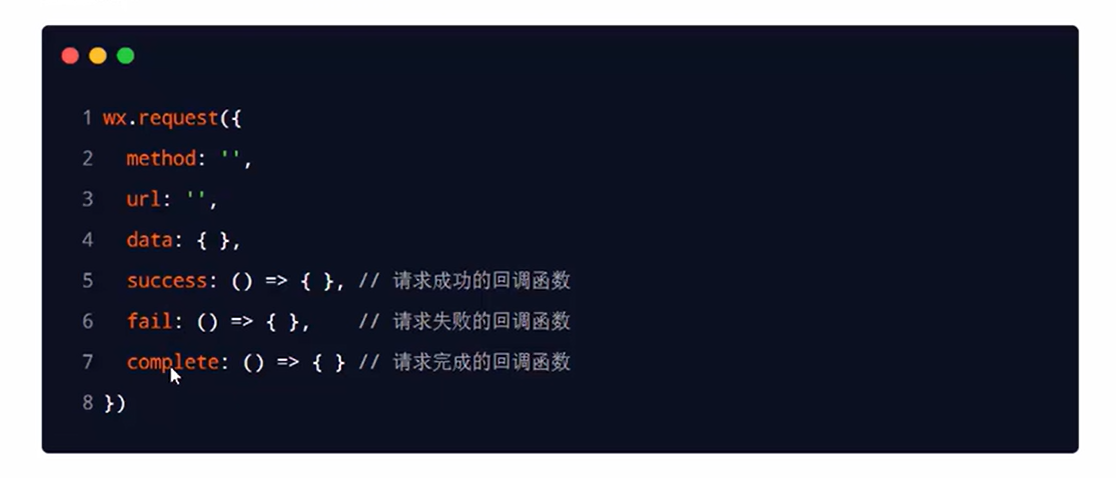 1 wx.request({
2 method: '',
3 url: '',
4 data: { },
5 success: () => { }, // 请求成功的回调函数
6 fail: () => { }, // 请求失败的回调函数
7 complete: () => { } // 请求完成的回调函数
8 })